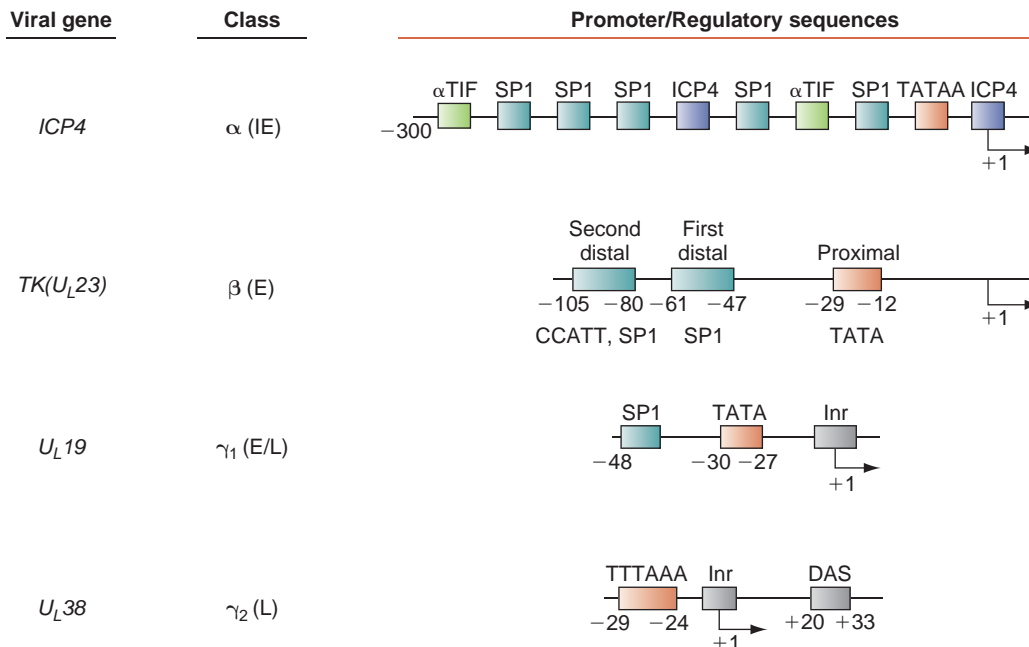 Viral gene Class Promoter/Regulatory sequences
αTIF SP1 SP1 SP1 ICP4 SP1 αTIF SP1 TATAA ICP4
ICP4 α (IE)
−300
+1
Second distal First distal Proximal
TK(UL23) β (E)
−105 −80 −61 −47 −29 −12 +1
CCATT, SP1 SP1 TATA
SP1 TATA Inr
UL19 γ1 (E/L)
−48 −30 −27 +1
TTTAAA Inr DAS
UL38 γ2 (L)
−29 −24 +1 +20 +33